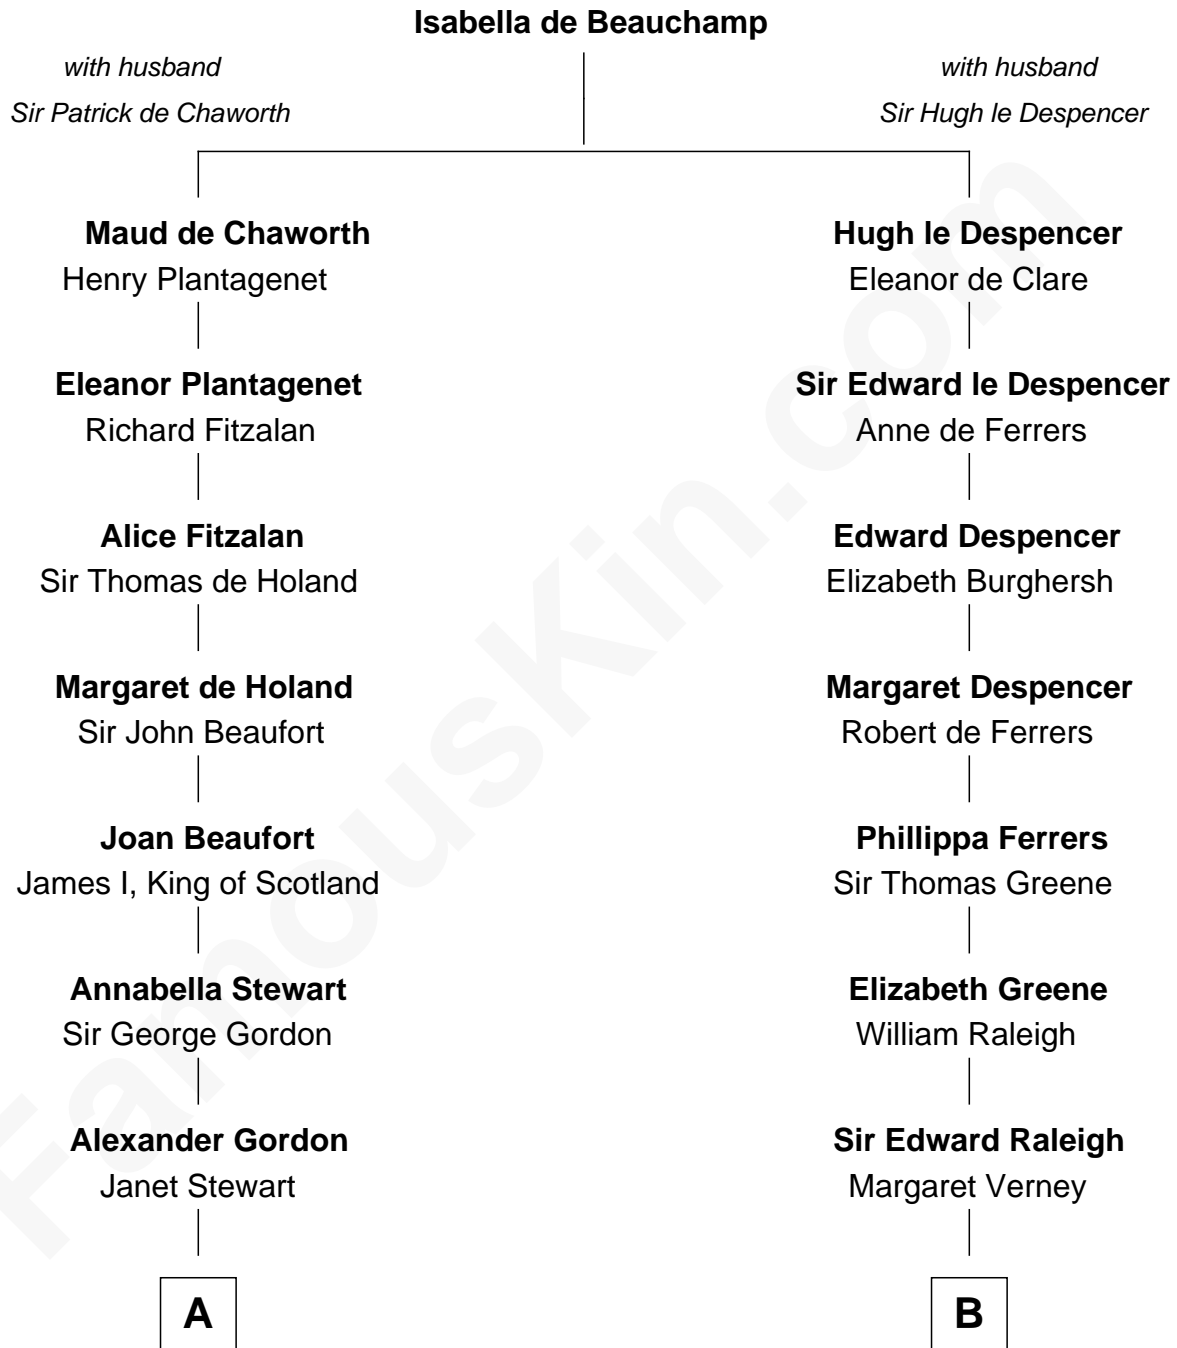 Isabella de Beauchamp
with husband
Sir Patrick de Chaworth
with husband
Sir Hugh le Despencer
Maud de Chaworth
Henry Plantagenet
Eleanor Plantagenet
Richard Fitzalan
Alice Fitzalan
Sir Thomas de Holand
Margaret de Holand
Sir John Beaufort
Joan Beaufort
James I, King of Scotland
Annabella Stewart
Sir George Gordon
Alexander Gordon
Janet Stewart
A
Hugh le Despencer
Eleanor de Clare
Sir Edward le Despencer
Anne de Ferrers
Edward Despencer
Elizabeth Burghersh
Margaret Despencer
Robert de Ferrers
Phillippa Ferrers
Sir Thomas Greene
Elizabeth Greene
William Raleigh
Sir Edward Raleigh
Margaret Verney
B
FamousKin.com